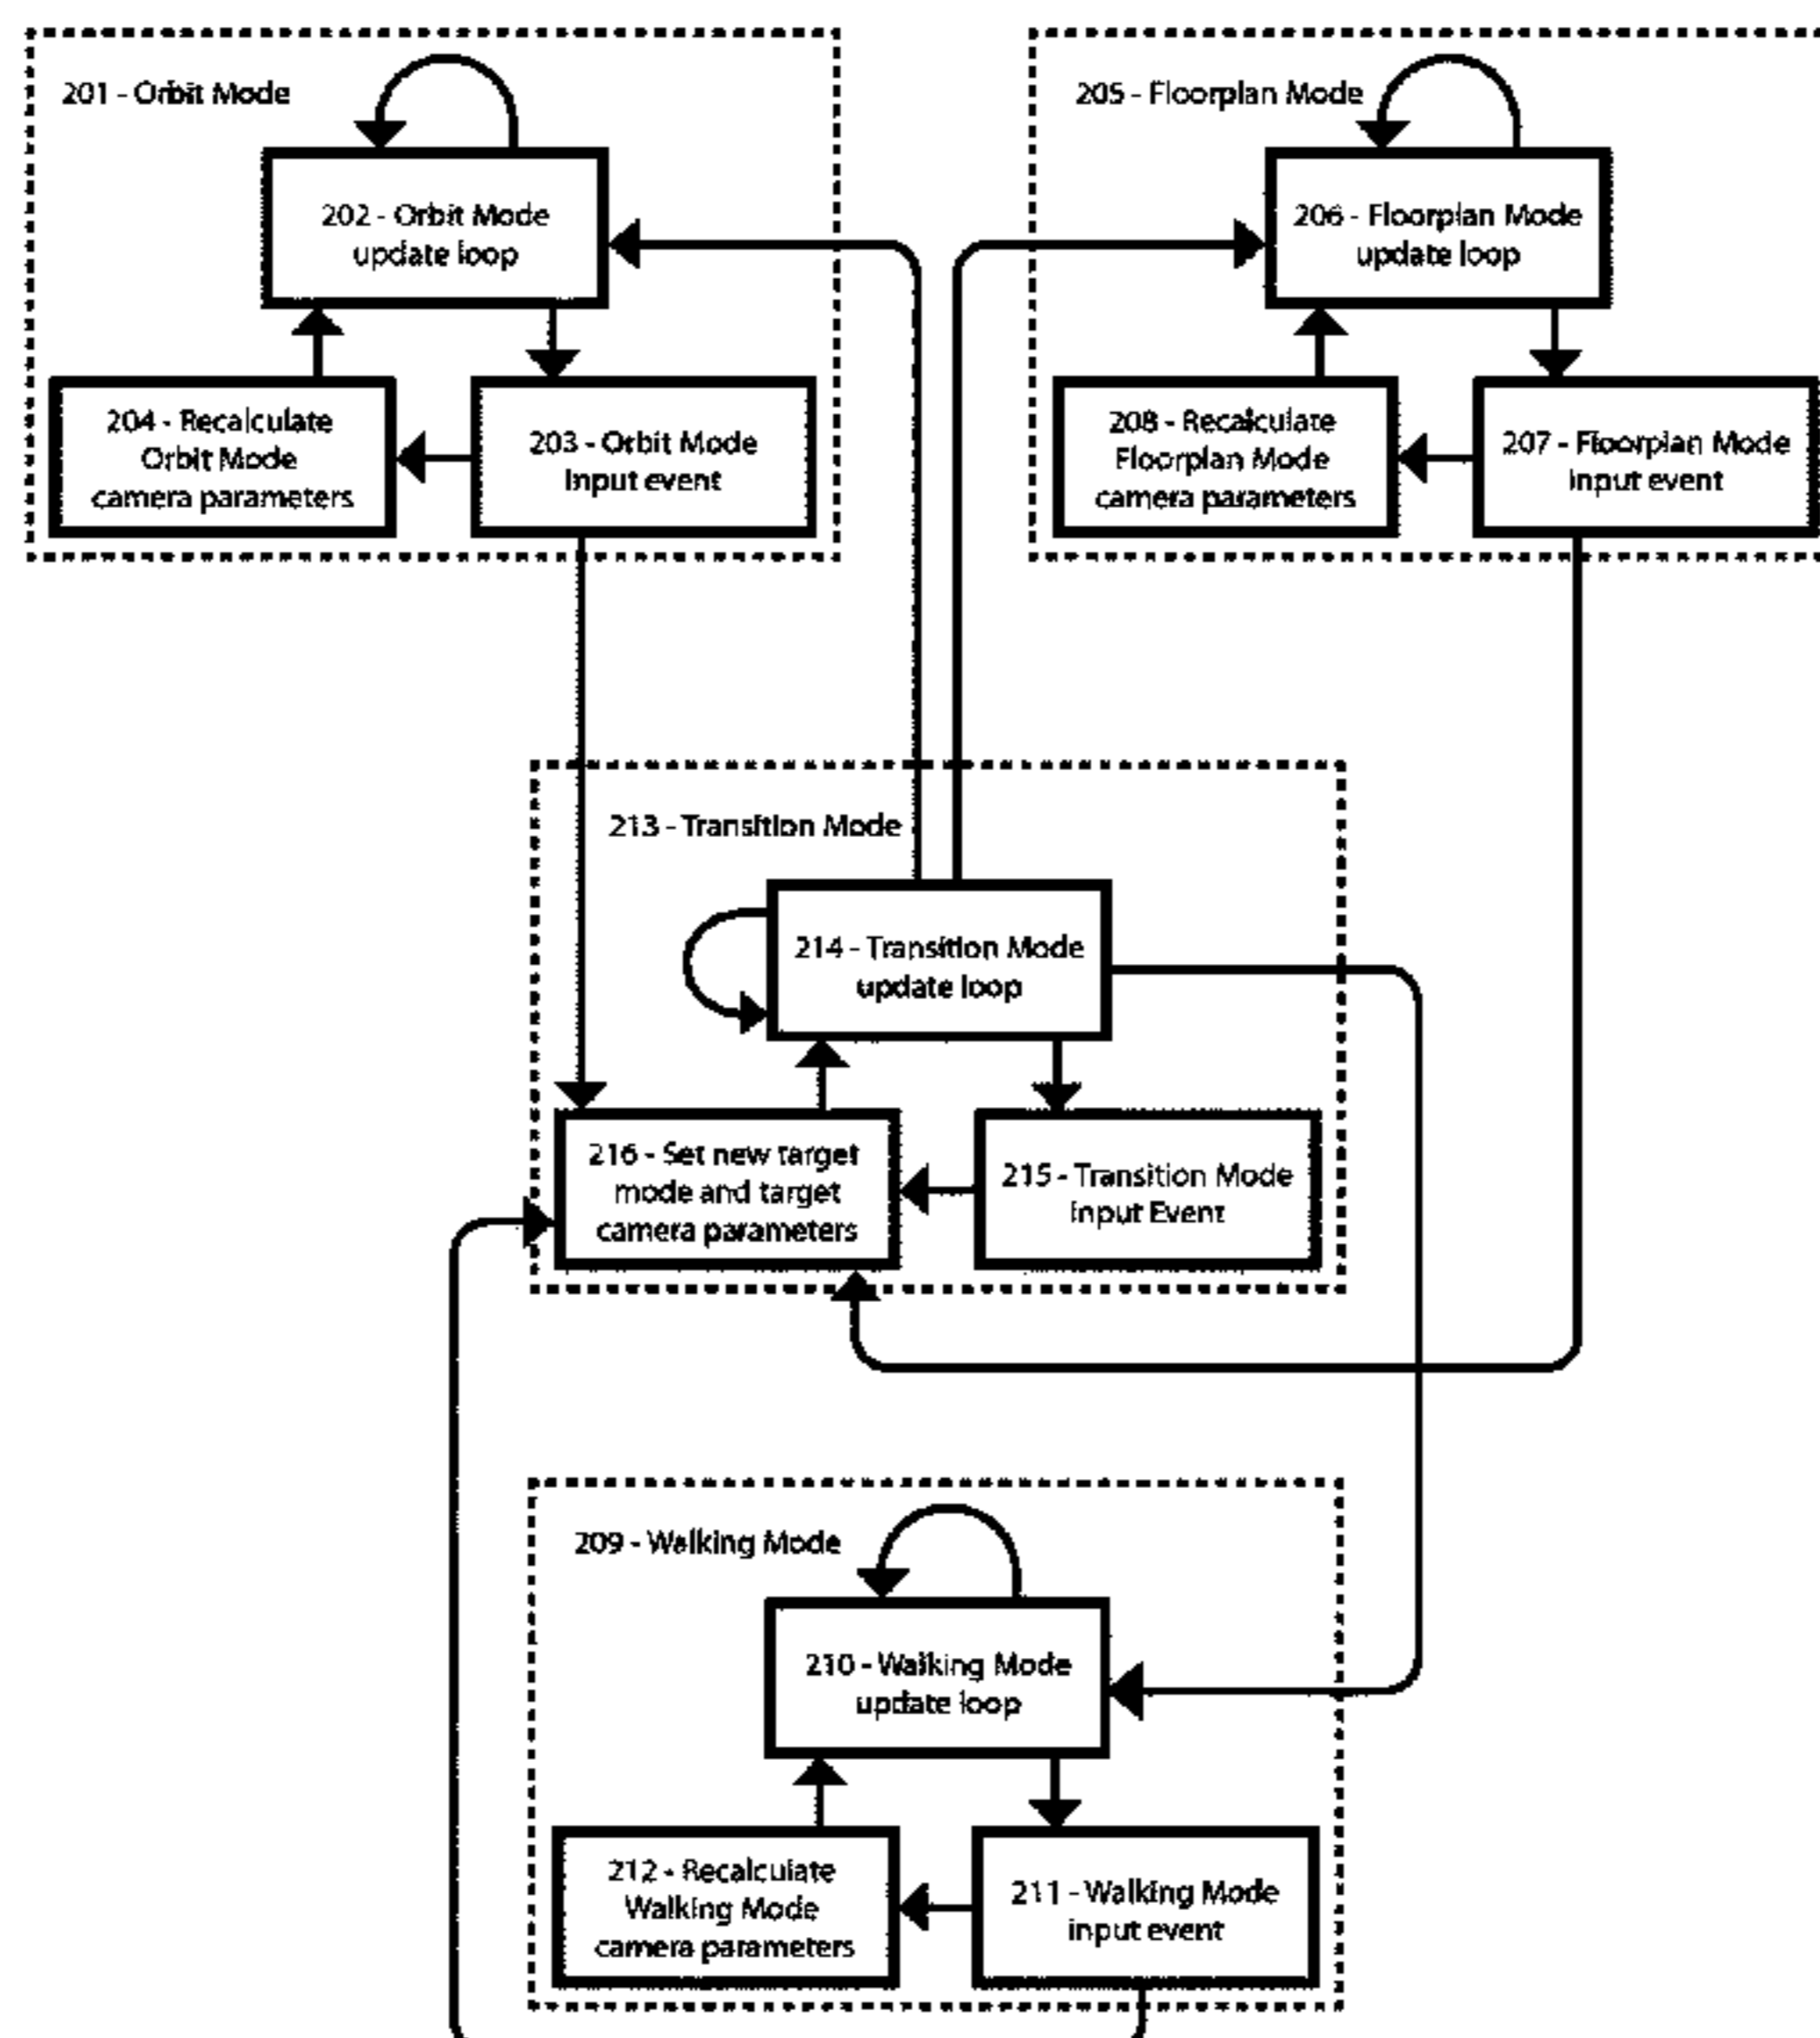 201 - Orbit Mode
202 - Orbit Mode
update loop
204 - Recalculate
Orbit Mode
camera parameters
203 - Orbit Mode
Input event
205 - Floorplan Mode
206 - Floorplan Mode
update loop
208 - Recalculate
Floorplan Mode
camera parameters
207 - Floorplan Mode
Input event
213 - Transition Mode
214 - Transition Mode
update loop
216 - Set new target
mode and target
camera parameters
215 - Transition Mode
Input Event
209 - Walking Mode
210 - Walking Mode
update loop
212 - Recalculate
Walking Mode
camera parameters
211 - Walking Mode
input event